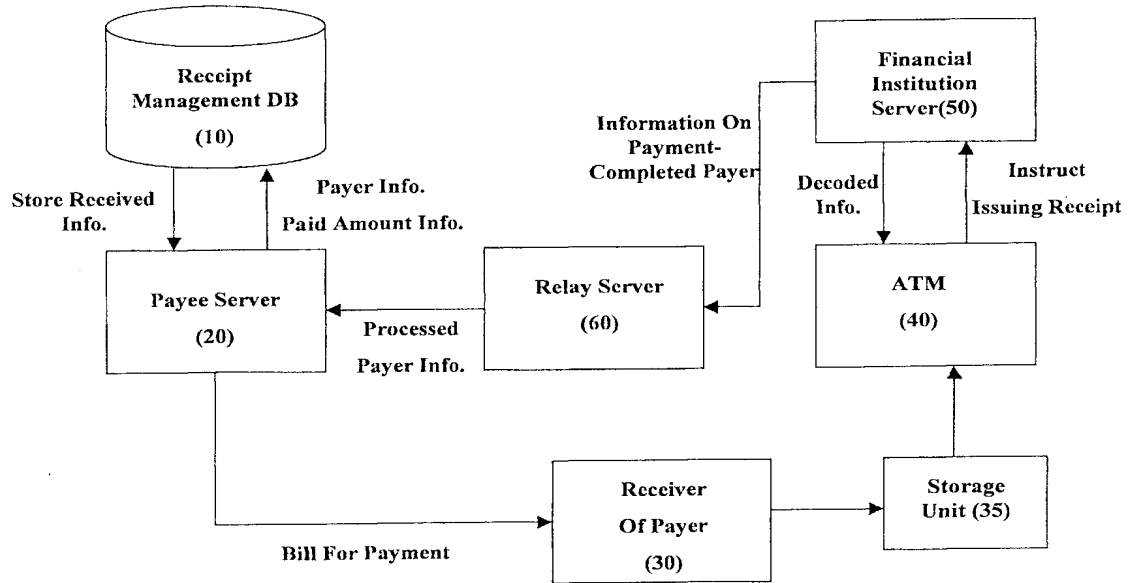 Receipt
Management DB
(10)
Financial
Institution
Server(50)
Information On
Payment-
Completed Payer
Store Received
Info.
Payer Info.
Paid Amount Info.
Decoded
Info.
Instruct
Issuing Receipt
Payee Server
(20)
Relay Server
(60)
ATM
(40)
Processed
Payer Info.
Receiver
Of Payer
(30)
Storage
Unit (35)
Bill For Payment